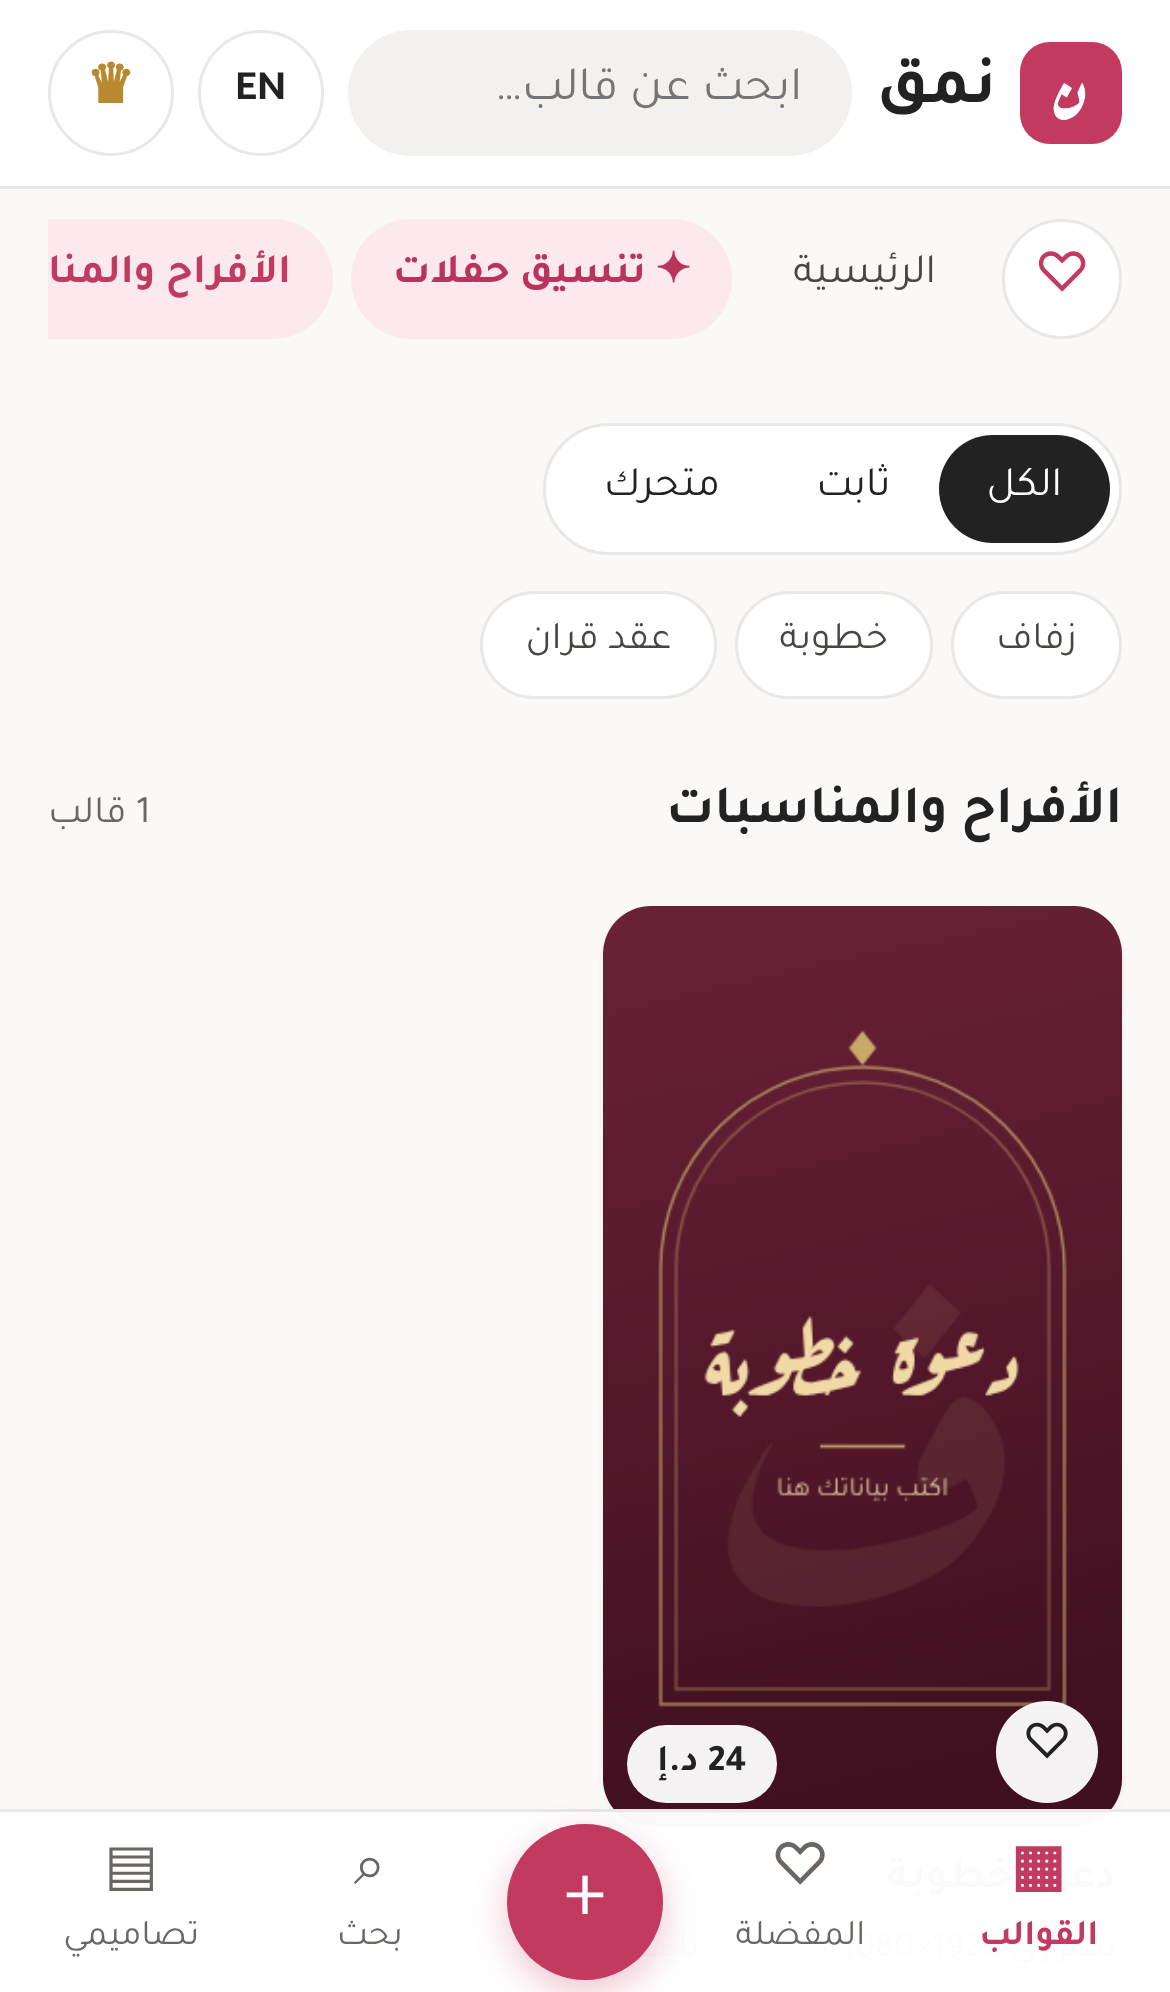 ن نمق ابحث عن قالب... EN
الرئيسية ✦ تنسيق حفلات الأفراح والمنا
الكل ثابت متحرك
زفاف خطوبة عقد قران
الأفراح والمناسبات 1 قالب
دعوة خطوبة
اكتب بياناتك هنا
24 د.إ
+
القوالب المفضلة بحث تصاميمي